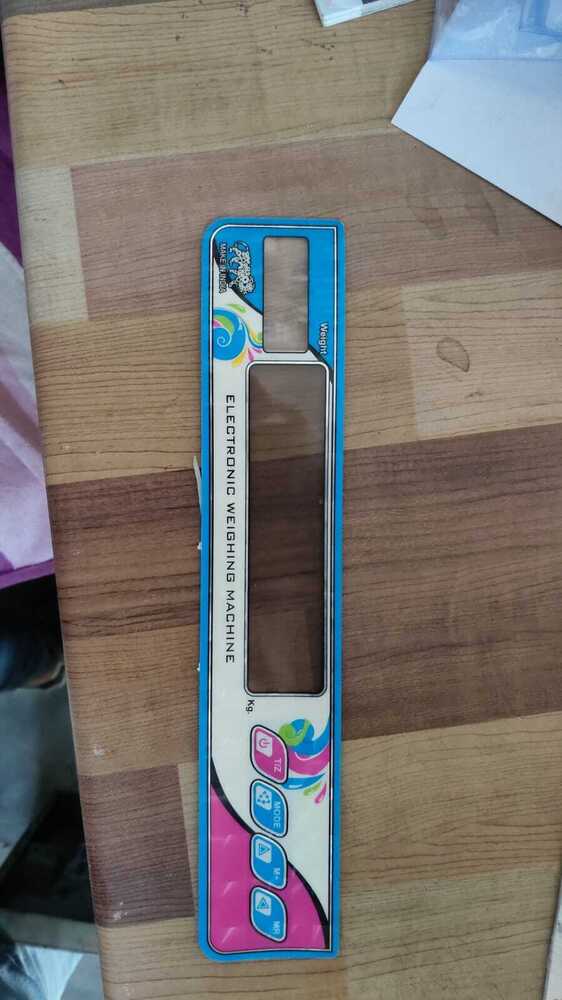 Weight
MAKE IN INDIA
ELECTRONIC WEIGHING MACHINE
Kg.
T/Z
MODE
M+
MR